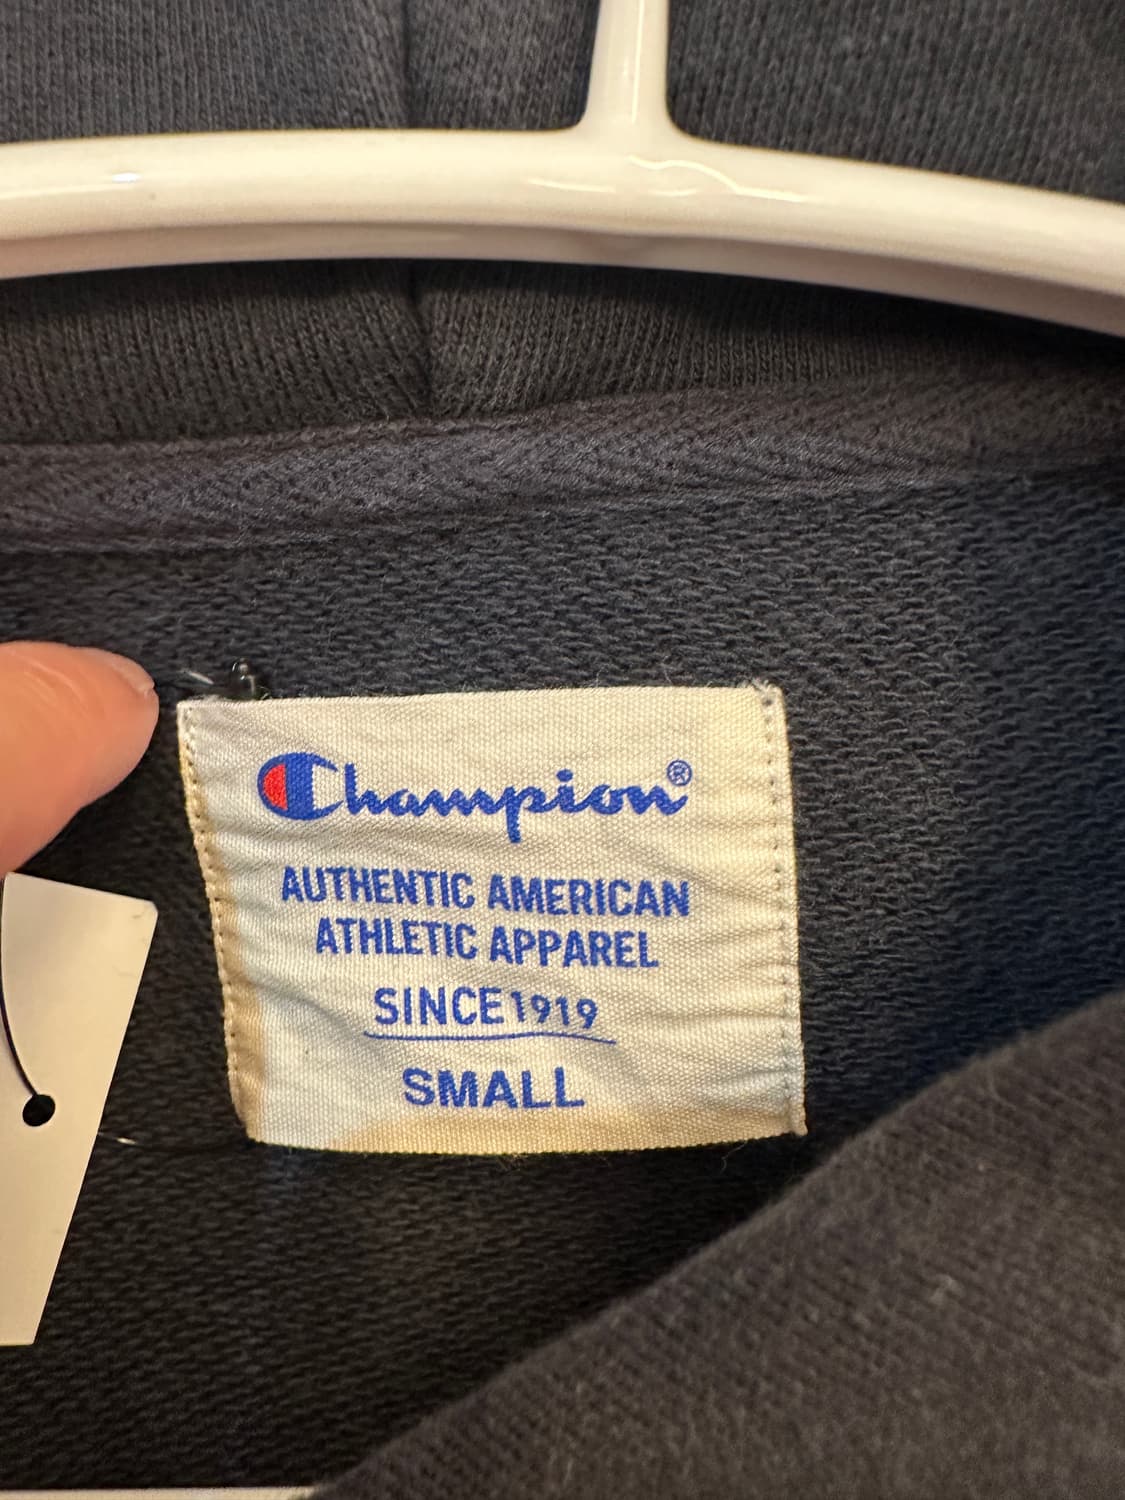 Champion®
AUTHENTIC AMERICAN
ATHLETIC APPAREL
SINCE 1919
SMALL